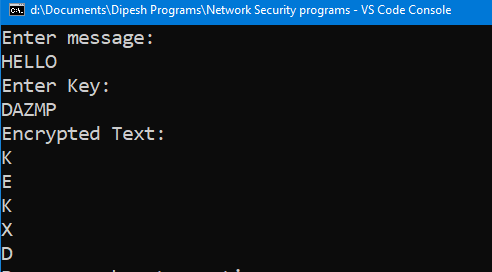 d:\Documents\Dipesh Programs\Network Security programs - VS Code Console
Enter message:
HELLO
Enter Key:
DAZMP
Encrypted Text:
K
E
K
X
D